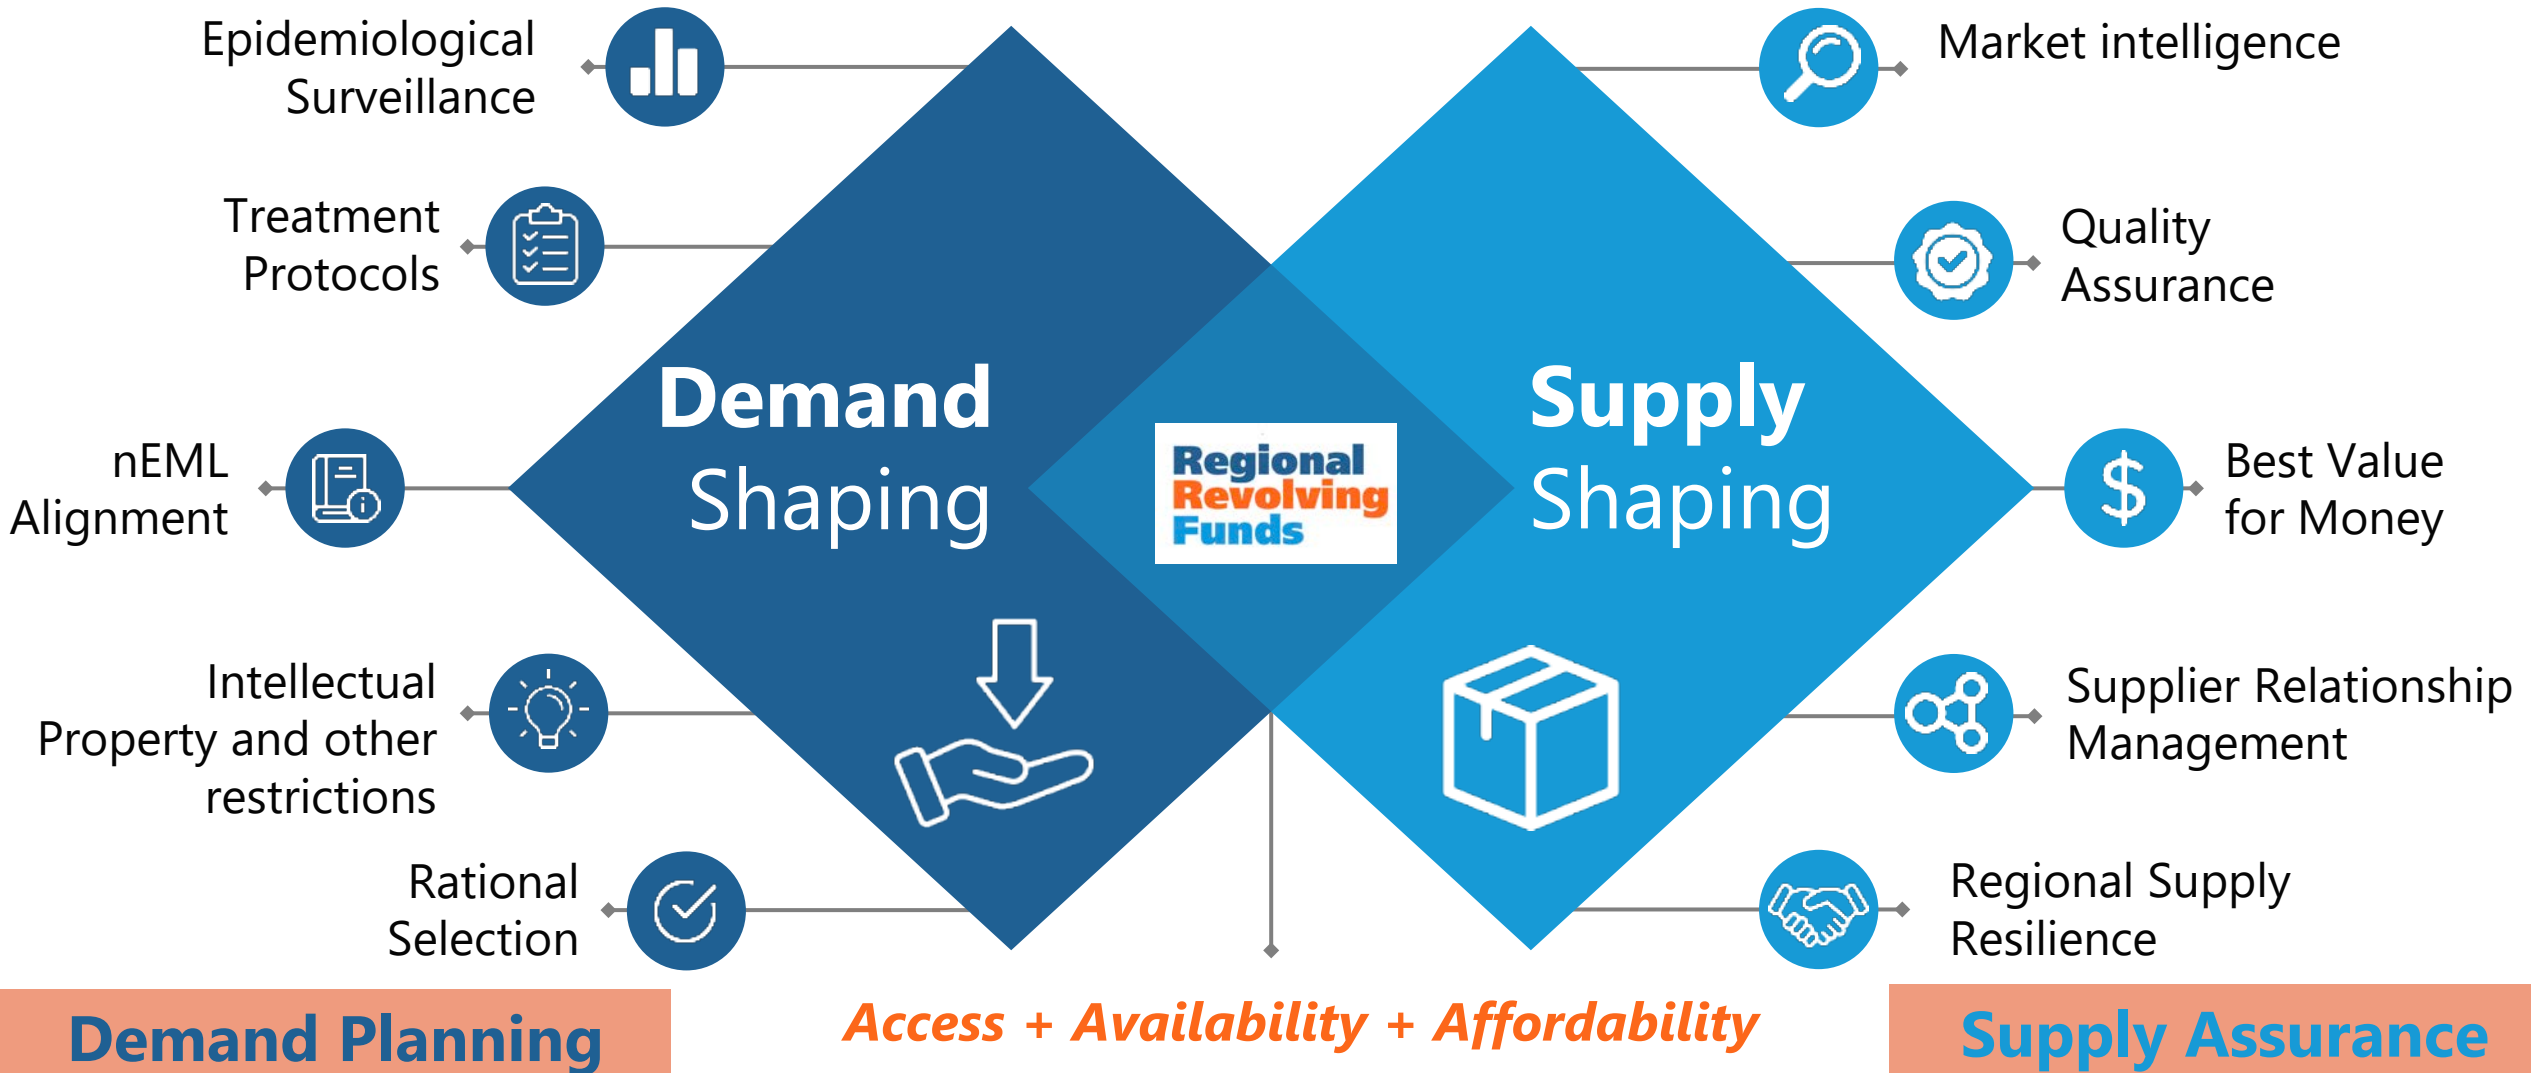 Epidemiological
Surveillance
Treatment
Protocols
nEML
Alignment
Intellectual
Property and other
restrictions
Rational
Selection
Demand
Shaping
Regional
Revolving
Funds
Supply
Shaping
Market intelligence
Quality
Assurance
Best Value
for Money
Supplier Relationship
Management
Regional Supply
Resilience
Demand Planning
Access + Availability + Affordability
Supply Assurance